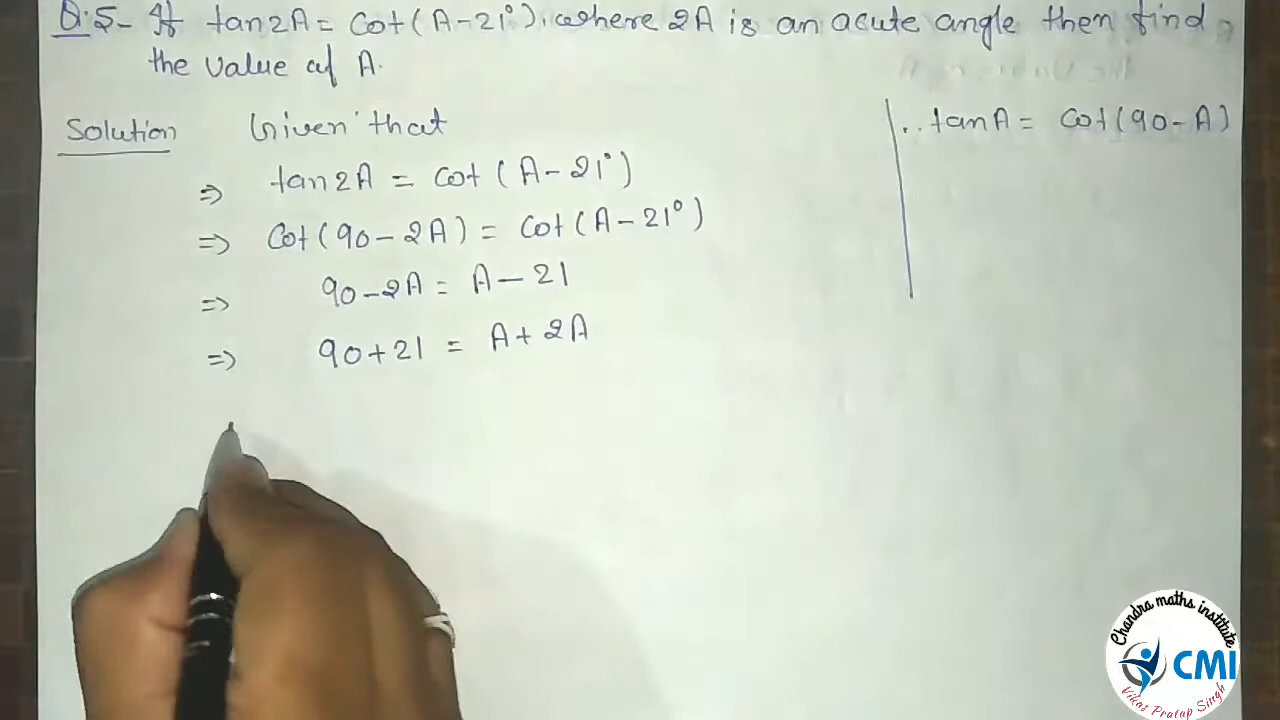 Q.5- If tan2A = Cot(A-21°), where 2A is an acute angle then find
the value of A.
Solution Given that
∴ tanA = Cot(90-A)
⇒ tan2A = Cot (A-21°)
⇒ Cot(90-2A) = Cot(A-21°)
⇒ 90-2A = A-21
⇒ 90+21 = A+2A
Chandra maths institute
CMI
Vikas Pratap Singh